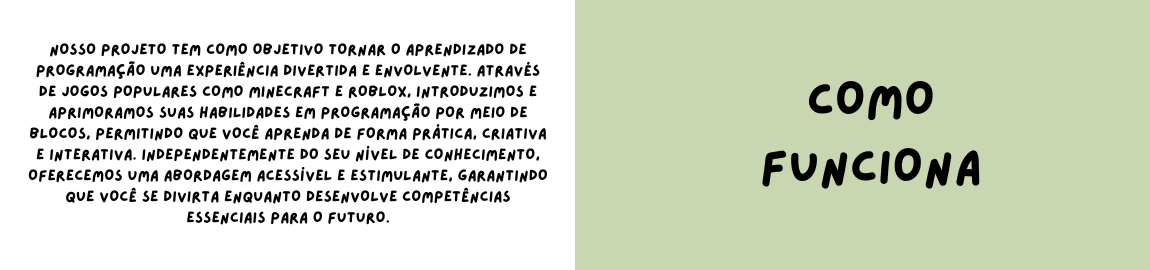 NOSSO PROJETO TEM COMO OBJETIVO TORNAR O APRENDIZADO DE
PROGRAMAÇÃO UMA EXPERIÊNCIA DIVERTIDA E ENVOLVENTE. ATRAVÉS
DE JOGOS POPULARES COMO MINECRAFT E ROBLOX, INTRODUZIMOS E
APRIMORAMOS SUAS HABILIDADES EM PROGRAMAÇÃO POR MEIO DE
BLOCOS, PERMITINDO QUE VOCÊ APRENDA DE FORMA PRÁTICA, CRIATIVA
E INTERATIVA. INDEPENDENTEMENTE DO SEU NÍVEL DE CONHECIMENTO,
OFERECEMOS UMA ABORDAGEM ACESSÍVEL E ESTIMULANTE, GARANTINDO
QUE VOCÊ SE DIVIRTA ENQUANTO DESENVOLVE COMPETÊNCIAS
ESSENCIAIS PARA O FUTURO.
COMO
FUNCIONA